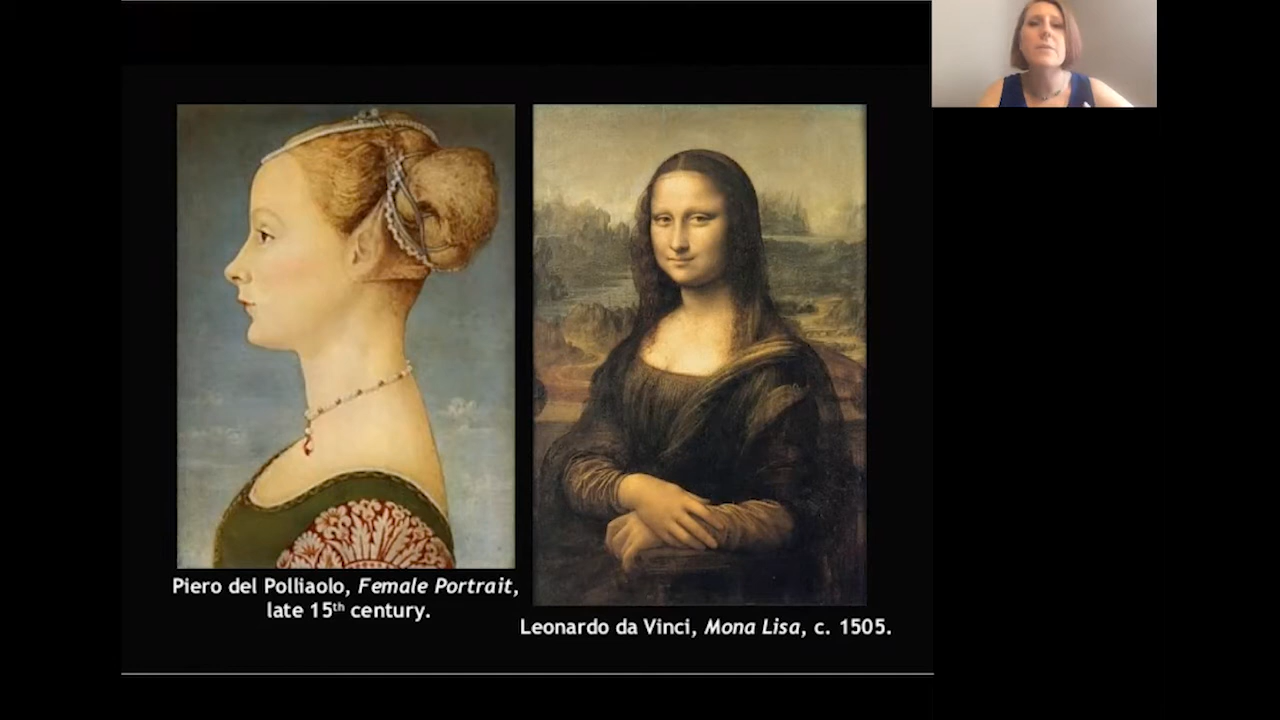 Piero del Polliaolo, Female Portrait,
late 15th century.
Leonardo da Vinci, Mona Lisa, c. 1505.